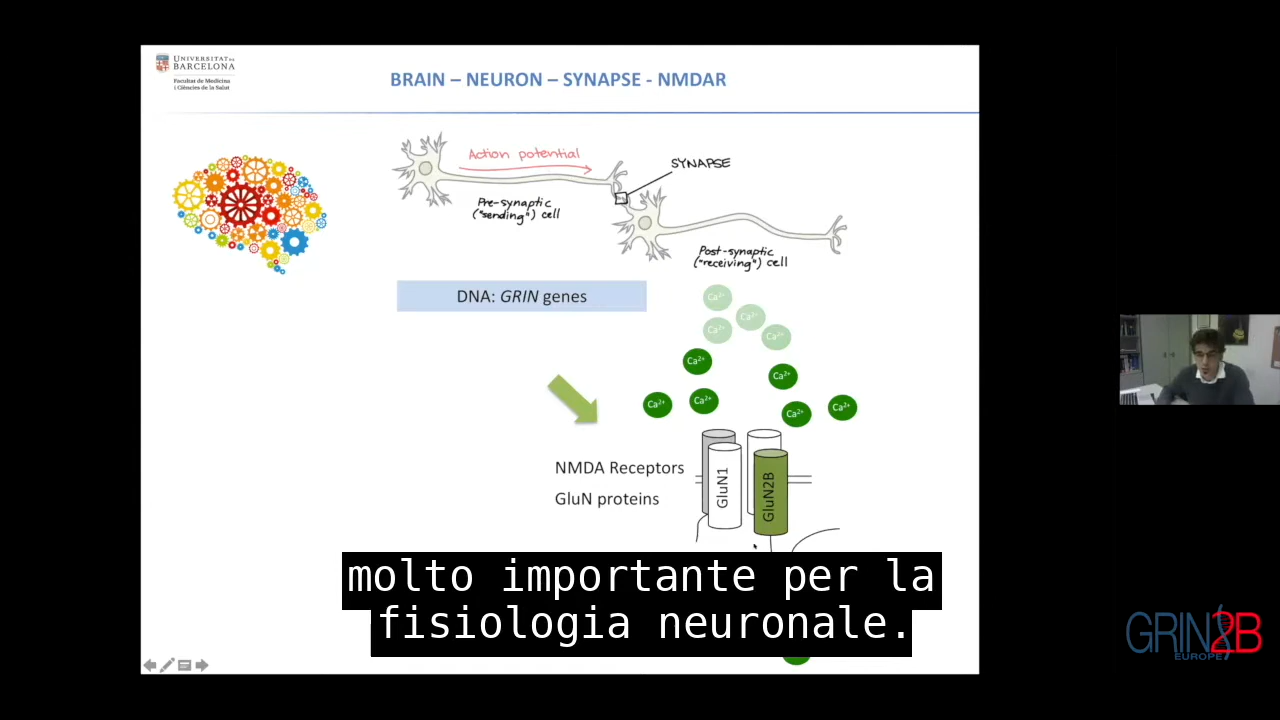 UNIVERSITAT DE
BARCELONA
Facultat de Medicina
i Ciències de la Salut
BRAIN – NEURON – SYNAPSE - NMDAR
Action potential
SYNAPSE
Pre-synaptic
("sending") cell
Post-synaptic
("receiving") cell
DNA: GRIN genes
Ca²⁺
Ca²⁺
Ca²⁺
Ca²⁺
Ca²⁺
Ca²⁺
Ca²⁺
Ca²⁺
Ca²⁺
Ca²⁺
NMDA Receptors
GluN proteins
GluN1
GluN2B
molto importante per la
fisiologia neuronale.
GRIN2B
EUROPE